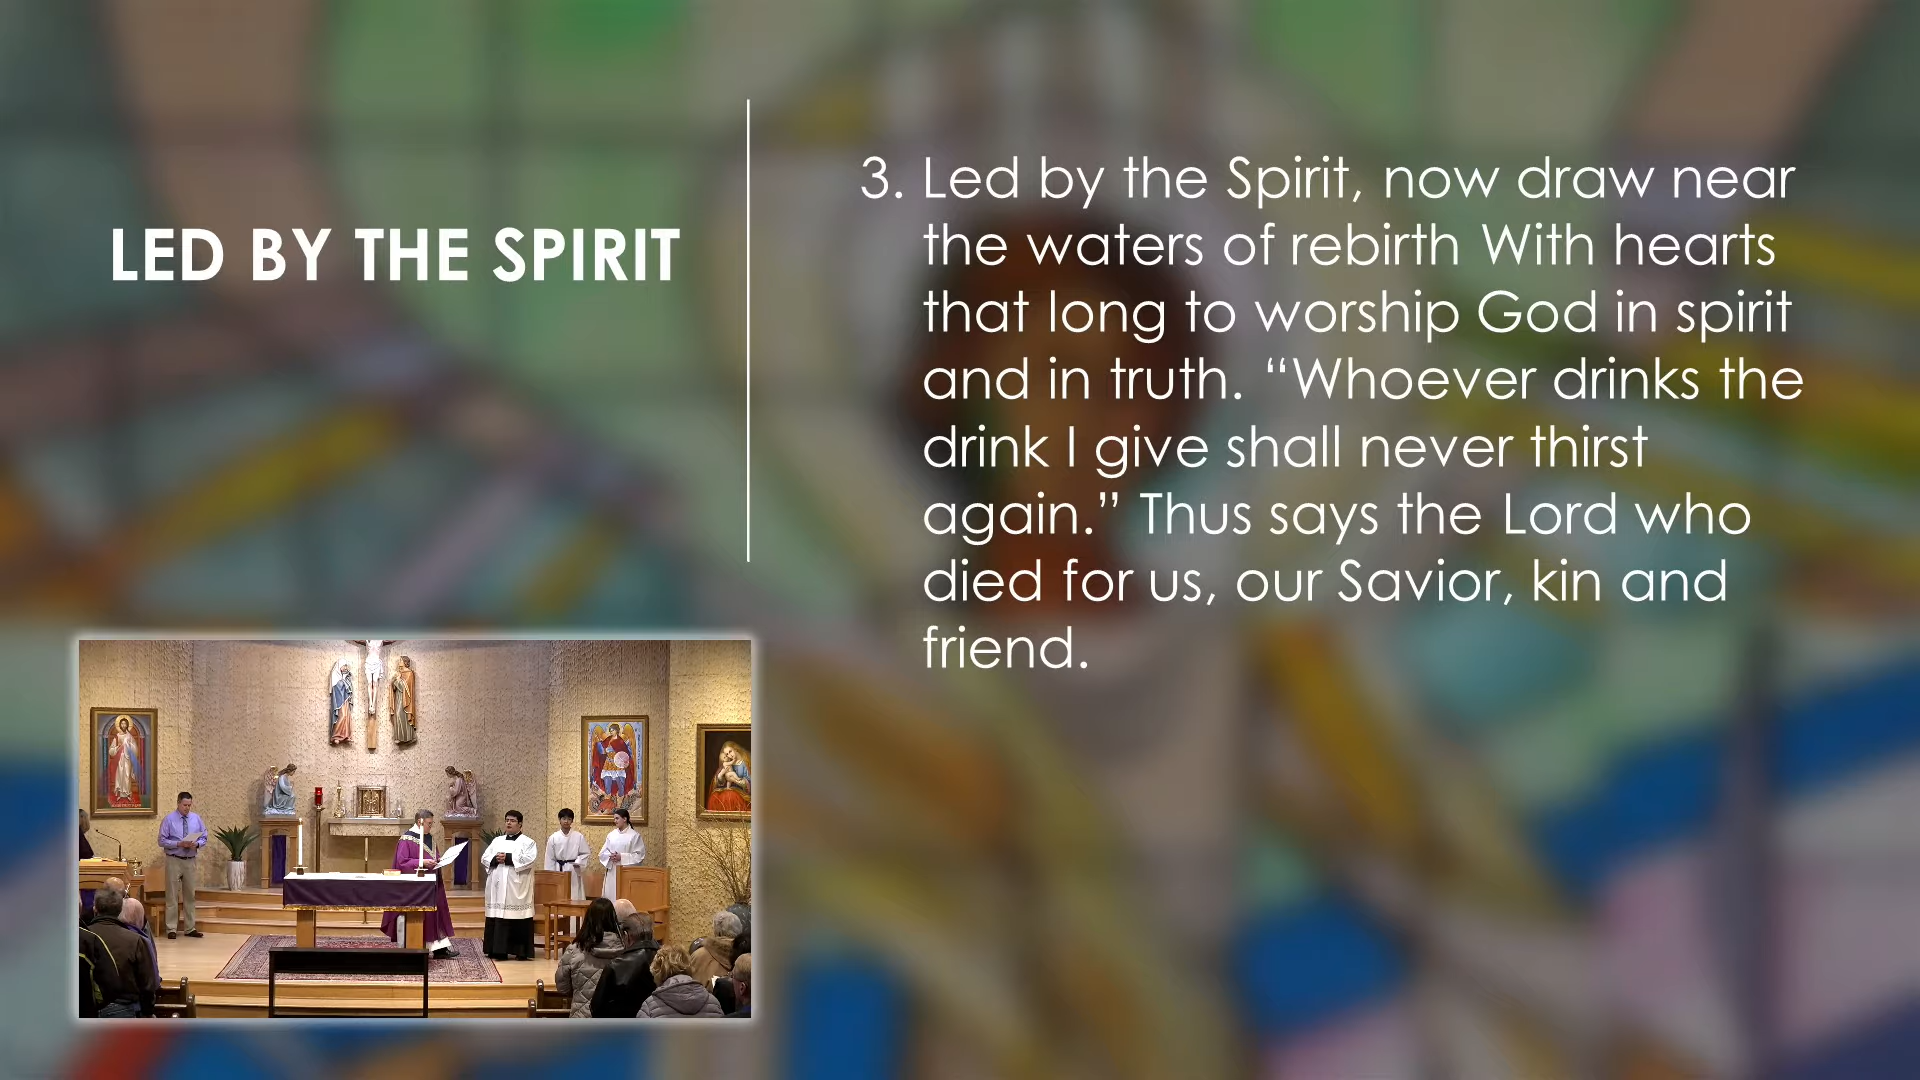 LED BY THE SPIRIT
3. Led by the Spirit, now draw near
the waters of rebirth With hearts
that long to worship God in spirit
and in truth. “Whoever drinks the
drink I give shall never thirst
again.” Thus says the Lord who
died for us, our Savior, kin and
friend.